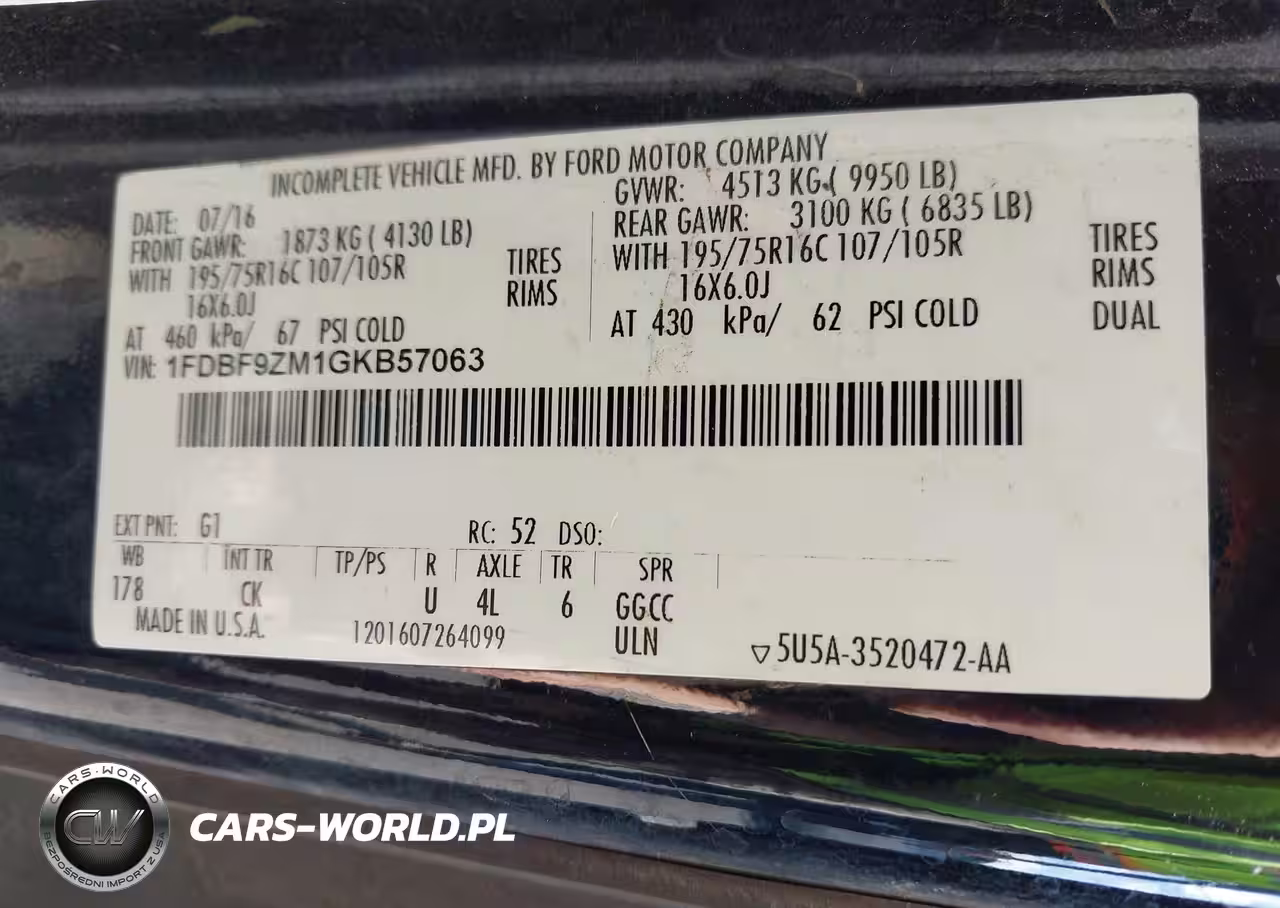 INCOMPLETE VEHICLE MFD. BY FORD MOTOR COMPANY
DATE: 07/16
GVWR: 4513 KG ( 9950 LB)
FRONT GAWR: 1873 KG ( 4130 LB)
REAR GAWR: 3100 KG ( 6835 LB)
WITH 195/75R16C 107/105R TIRES
WITH 195/75R16C 107/105R TIRES
16X6.0J RIMS
16X6.0J RIMS
AT 460 kPa/ 67 PSI COLD
AT 430 kPa/ 62 PSI COLD DUAL
VIN: 1FDBF9ZM1GKB57063
EXT PNT: G1 RC: 52 DSO:
WB INT TR TP/PS R AXLE TR SPR
178 CK U 4L 6 GGCC
MADE IN U.S.A. 1201607264099 ULN ▽5U5A-3520472-AA
CARS-WORLD
CW
BEZPOŚREDNI IMPORT Z USA
CARS-WORLD.PL